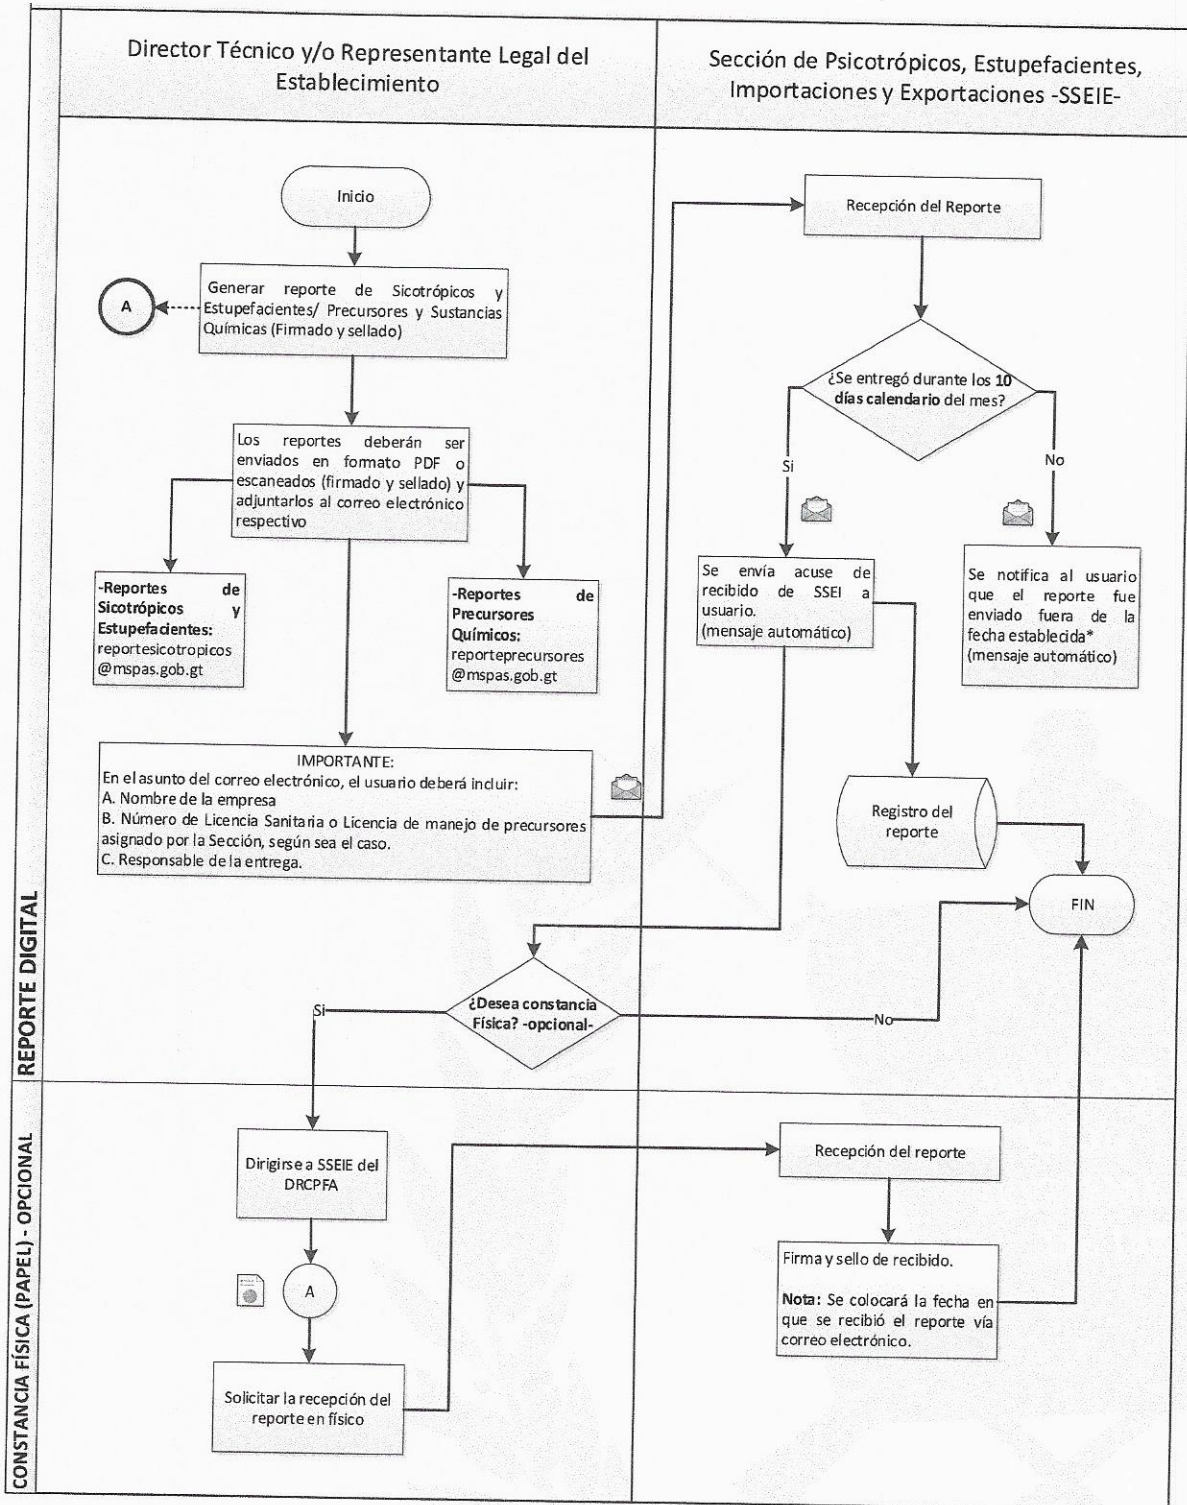 Director Técnico y/o Representante Legal del
Establecimiento
Sección de Psicotrópicos, Estupefacientes,
Importaciones y Exportaciones -SSEIE-
REPORTE DIGITAL
Inicio
A
Generar reporte de Sicotrópicos y
Estupefacientes/ Precursores y Sustancias
Químicas (Firmado y sellado)
Los reportes deberán ser
enviados en formato PDF o
escaneados (firmado y sellado) y
adjuntarlos al correo electrónico
respectivo
-Reportes de
Sicotrópicos y
Estupefacientes:
reportesicotropicos
@mspas.gob.gt
-Reportes de
Precursores
Químicos:
reporteprecursores
@mspas.gob.gt
IMPORTANTE:
En el asunto del correo electrónico, el usuario deberá incluir:
A. Nombre de la empresa
B. Número de Licencia Sanitaria o Licencia de manejo de precursores
asignado por la Sección, según sea el caso.
C. Responsable de la entrega.
Recepción del Reporte
¿Se entregó durante los 10
días calendario del mes?
Si
No
Se envía acuse de
recibido de SSEI a
usuario.
(mensaje automático)
Se notifica al usuario
que el reporte fue
enviado fuera de la
fecha establecida*
(mensaje automático)
Registro del
reporte
FIN
¿Desea constancia
Física? -opcional-
Si
No
CONSTANCIA FÍSICA (PAPEL) - OPCIONAL
Dirigirse a SSEIE del
DRCPFA
A
Solicitar la recepción del
reporte en físico
Recepción del reporte
Firma y sello de recibido.
Nota: Se colocará la fecha en
que se recibió el reporte vía
correo electrónico.